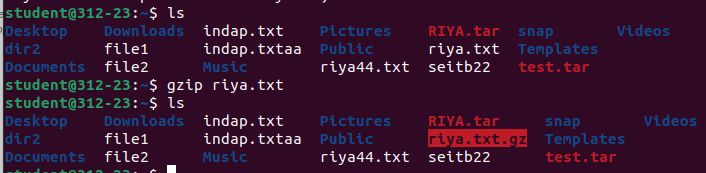 student@312-23:~$ ls
Desktop Downloads indap.txt Pictures RIYA.tar snap Videos
dir2 file1 indap.txtaa Public riya.txt Templates
Documents file2 Music riya44.txt seitb22 test.tar
student@312-23:~$ gzip riya.txt
student@312-23:~$ ls
Desktop Downloads indap.txt Pictures RIYA.tar snap Videos
dir2 file1 indap.txtaa Public riya.txt.gz Templates
Documents file2 Music riya44.txt seitb22 test.tar
student@312-23:~$